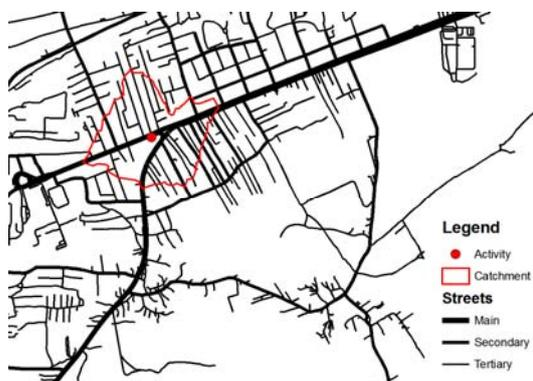 Legend
Activity
Catchment
Streets
Main
Secondary
Tertiary